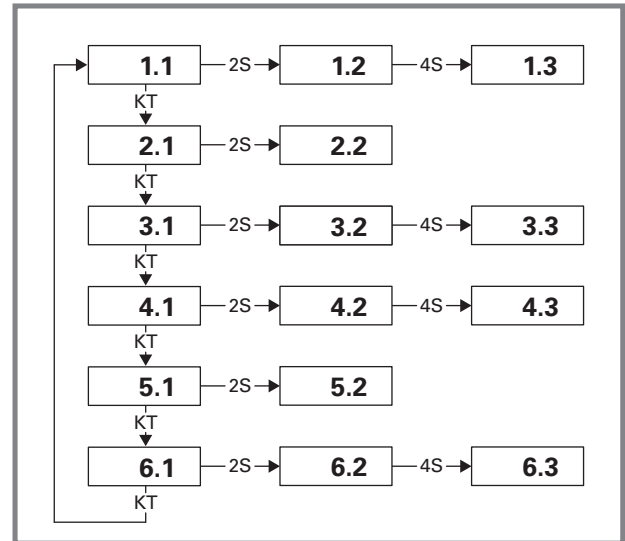 1.1 2S 1.2 4S 1.3
KT
2.1 2S 2.2
KT
3.1 2S 3.2 4S 3.3
KT
4.1 2S 4.2 4S 4.3
KT
5.1 2S 5.2
KT
6.1 2S 6.2 4S 6.3
KT